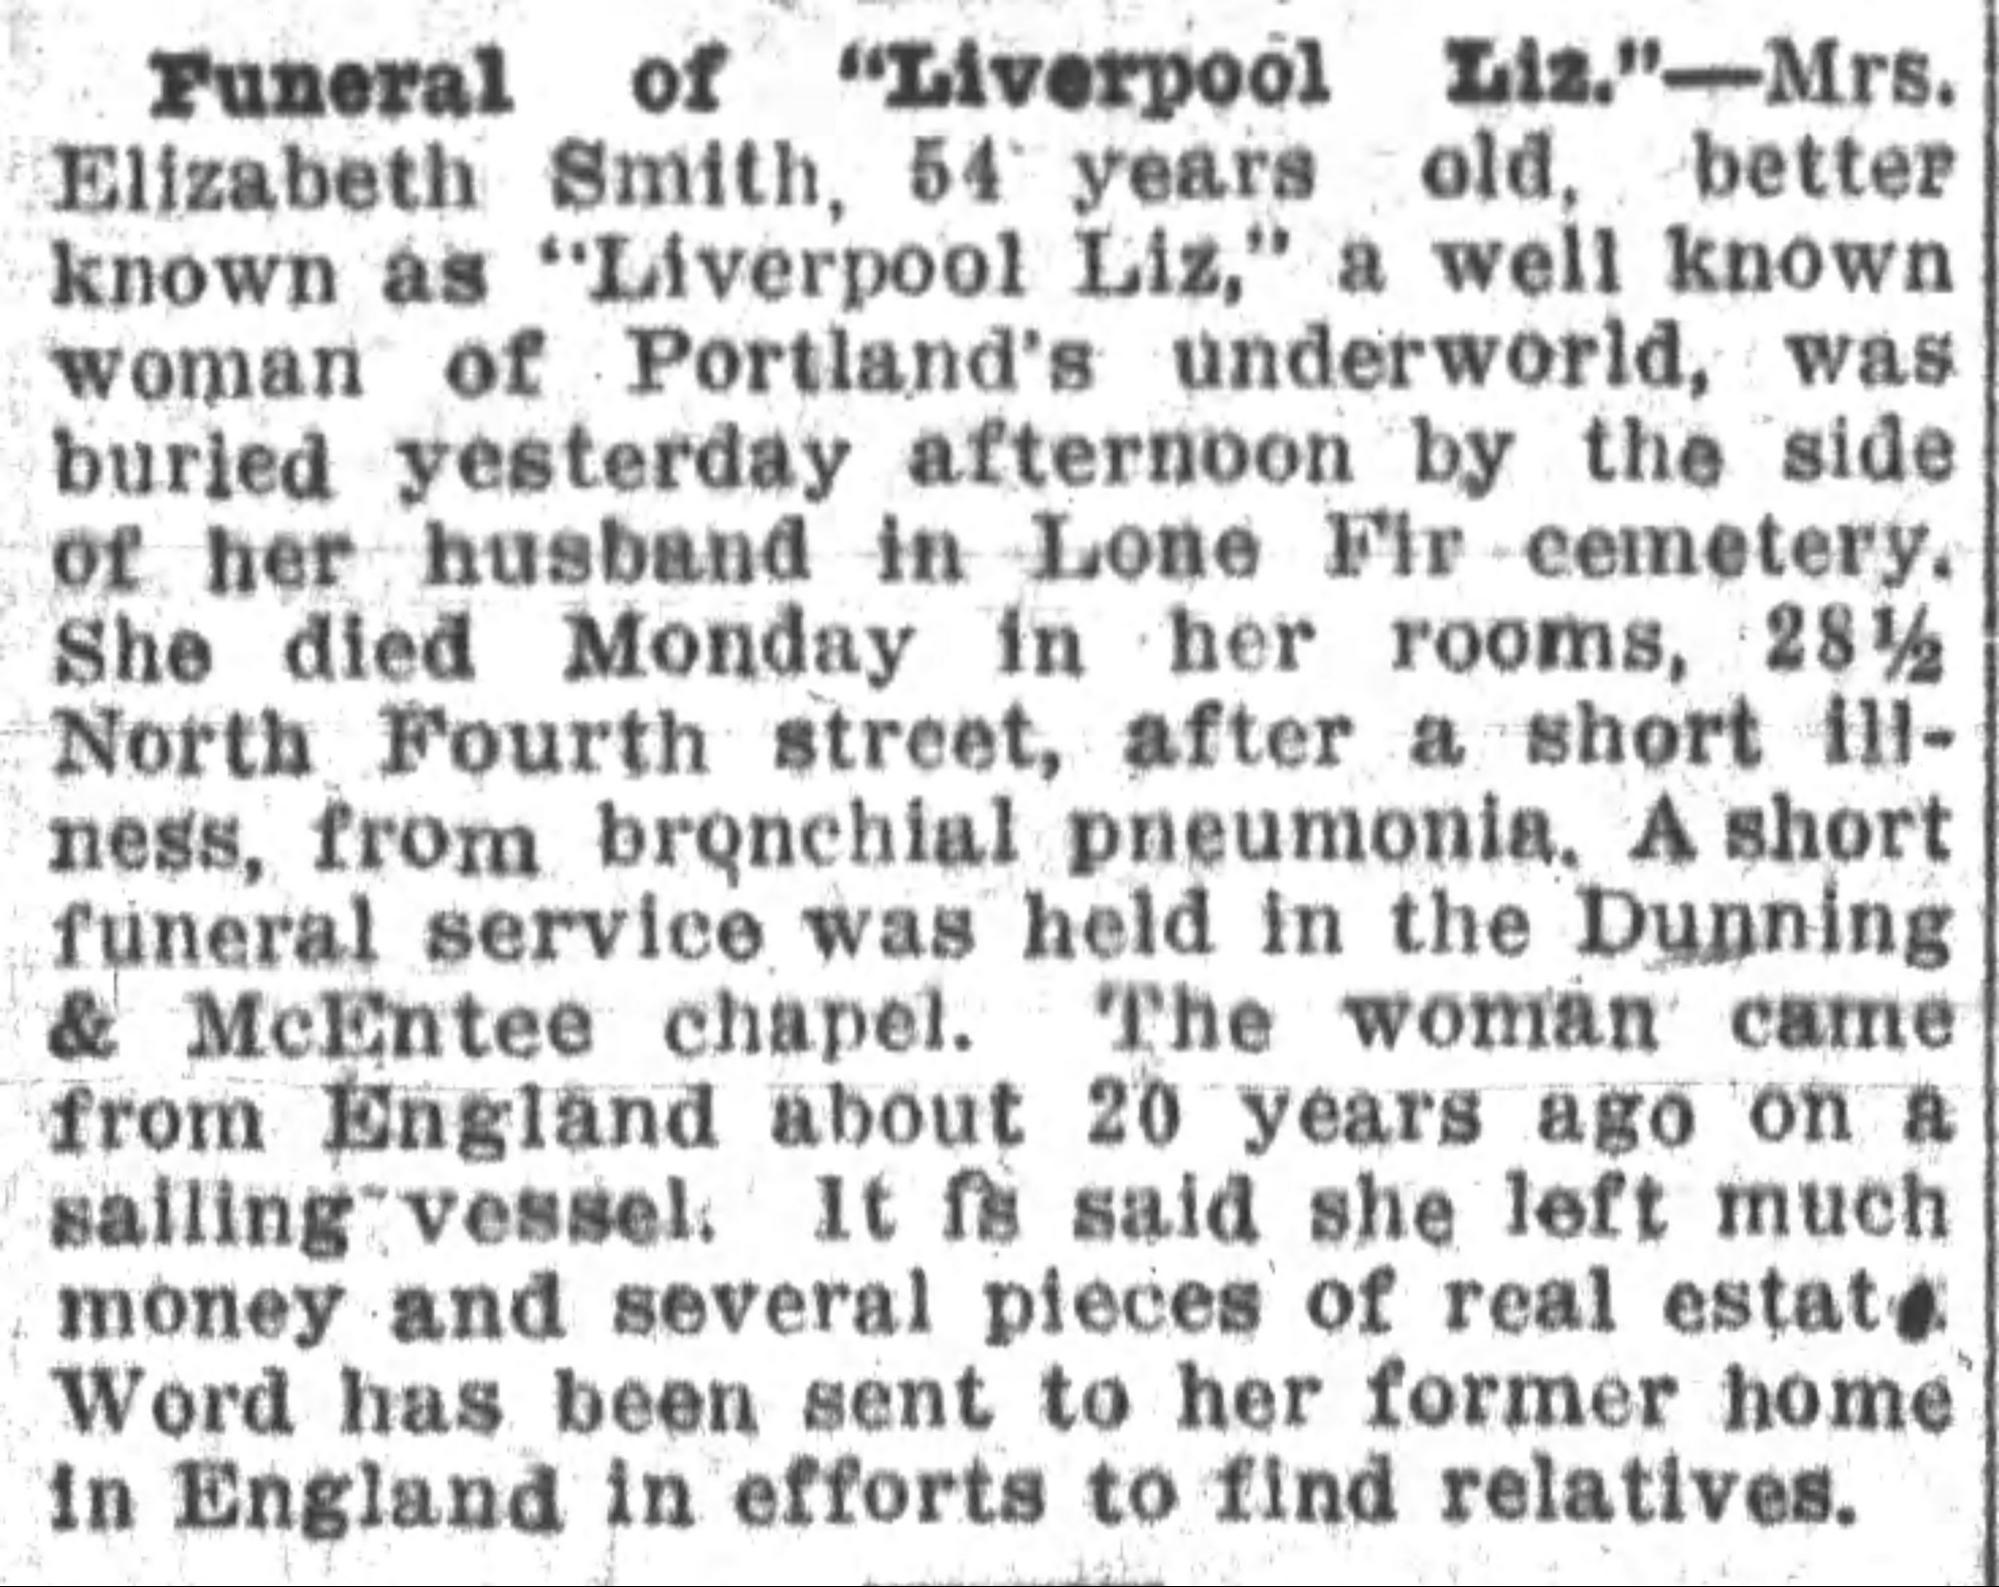 Funeral of "Liverpool Liz."—Mrs.
Elizabeth Smith, 54 years old, better
known as "Liverpool Liz," a well known
woman of Portland's underworld, was
buried yesterday afternoon by the side
of her husband in Lone Fir cemetery.
She died Monday in her rooms, 28½
North Fourth street, after a short ill-
ness, from bronchial pneumonia. A short
funeral service was held in the Dunning
& McEntee chapel. The woman came
from England about 20 years ago on a
sailing vessel. It is said she left much
money and several pieces of real estate.
Word has been sent to her former home
in England in efforts to find relatives.